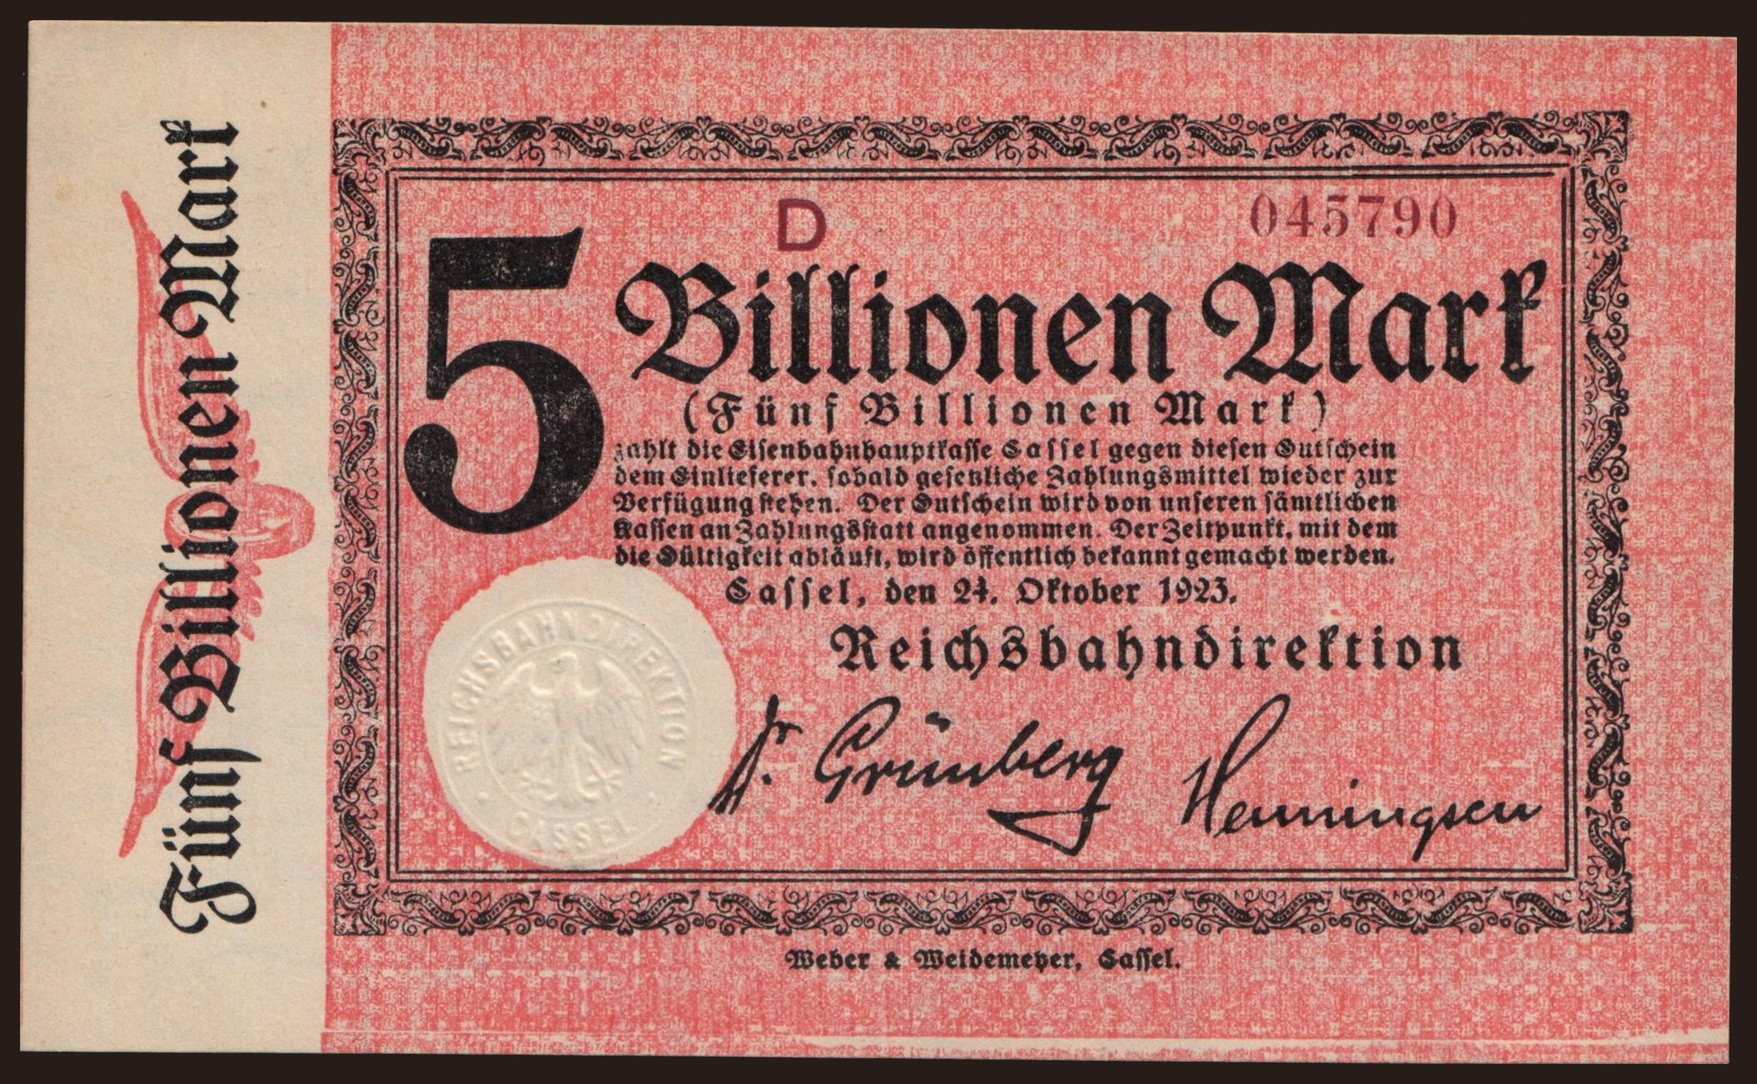 Fünf Billionen Mark
D
045790
5 Billionen Mark
(Fünf Billionen Mark)
zahlt die Eisenbahnhauptkasse Cassel gegen diesen Gutschein
dem Einlieferer, sobald gesetzliche Zahlungsmittel wieder zur
Verfügung stehen. Der Gutschein wird von unseren sämtlichen
Kassen an Zahlungsstatt angenommen. Der Zeitpunkt, mit dem
die Gültigkeit abläuft, wird öffentlich bekannt gemacht werden.
Cassel, den 24. Oktober 1923.
Reichsbahndirektion
REICHSBAHNDIREKTION
CASSEL
Dr. Grünberg
Henningsen
Weber & Weidemeyer, Cassel.